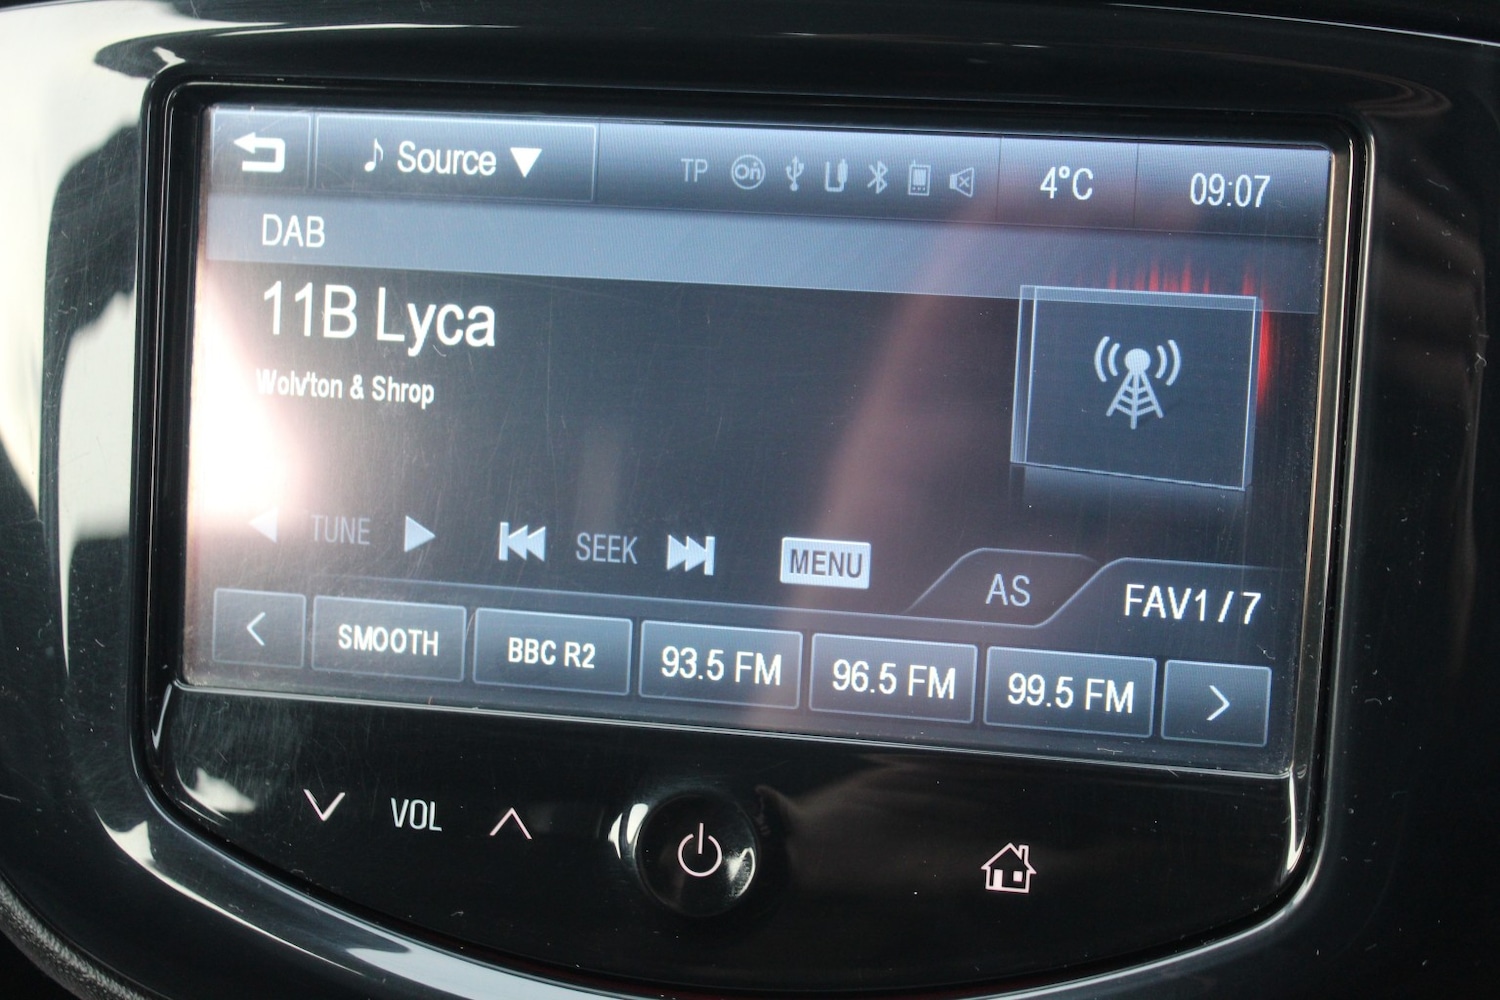 Source
TP
On
4°C
09:07
DAB
11B Lyca
Wolv'ton & Shrop
TUNE
SEEK
MENU
AS
FAV1 / 7
SMOOTH
BBC R2
93.5 FM
96.5 FM
99.5 FM
VOL